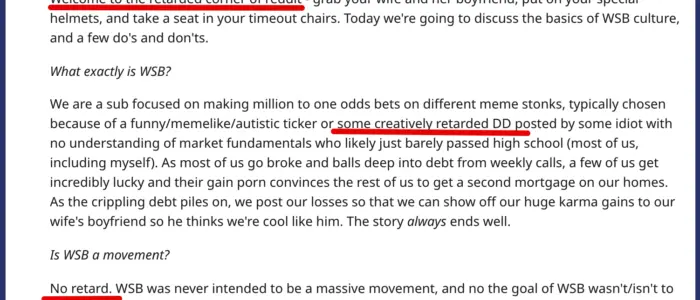 Welcome to the retarded corner of reddit - grab your wife and her boyfriend, put on your special
helmets, and take a seat in your timeout chairs. Today we're going to discuss the basics of WSB culture,
and a few do's and don'ts.
What exactly is WSB?
We are a sub focused on making million to one odds bets on different meme stonks, typically chosen
because of a funny/memelike/autistic ticker or some creatively retarded DD posted by some idiot with
no understanding of market fundamentals who likely just barely passed high school (most of us,
including myself). As most of us go broke and balls deep into debt from weekly calls, a few of us get
incredibly lucky and their gain porn convinces the rest of us to get a second mortgage on our homes.
As the crippling debt piles on, we post our losses so that we can show off our huge karma gains to our
wife's boyfriend so he thinks we're cool like him. The story always ends well.
Is WSB a movement?
No retard. WSB was never intended to be a massive movement, and no the goal of WSB wasn't/isn't to